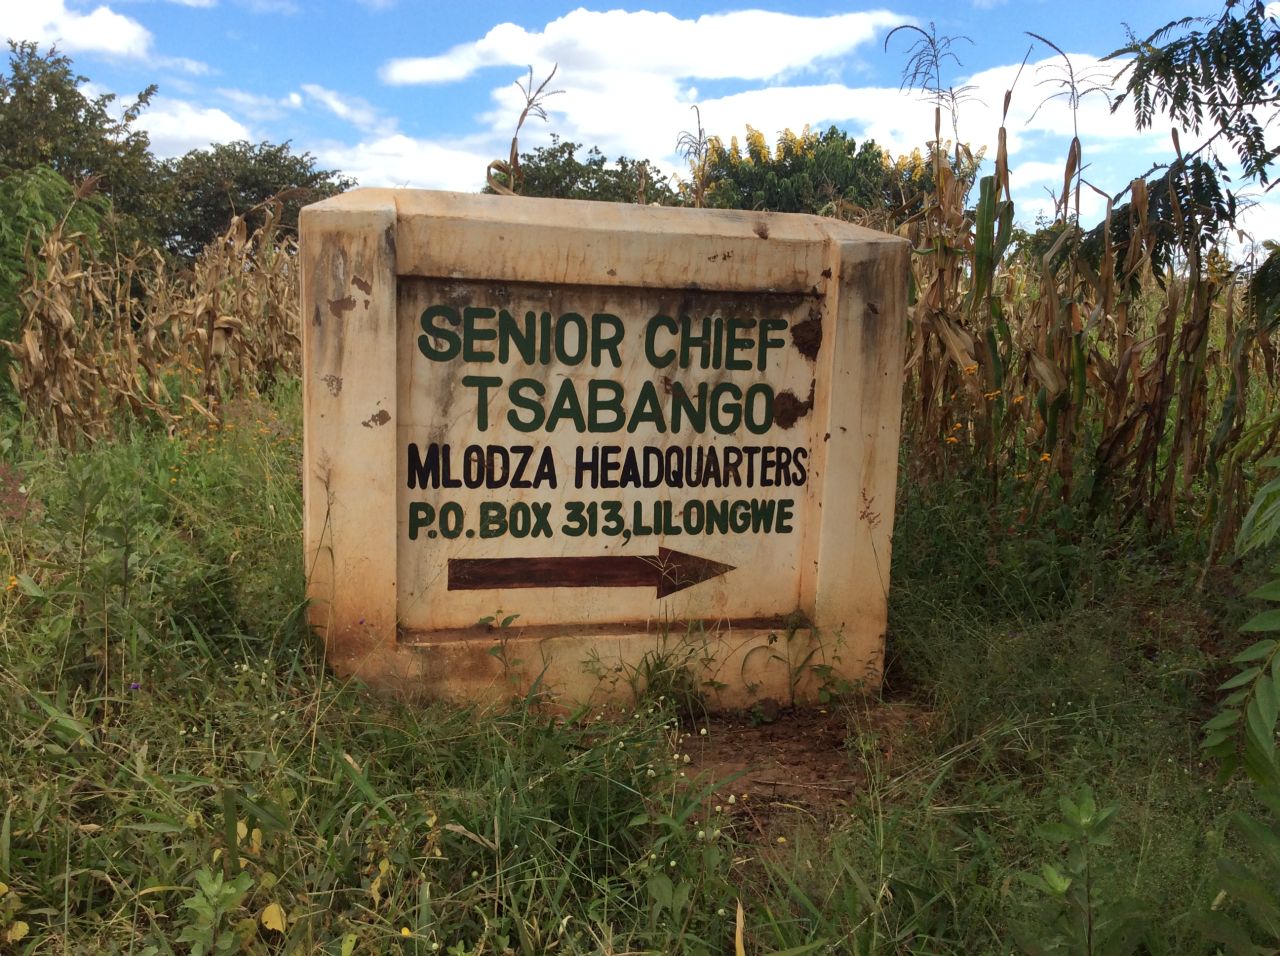 SENIOR CHIEF
TSABANGO
MLODZA HEADQUARTERS
P.O. BOX 313, LILONGWE